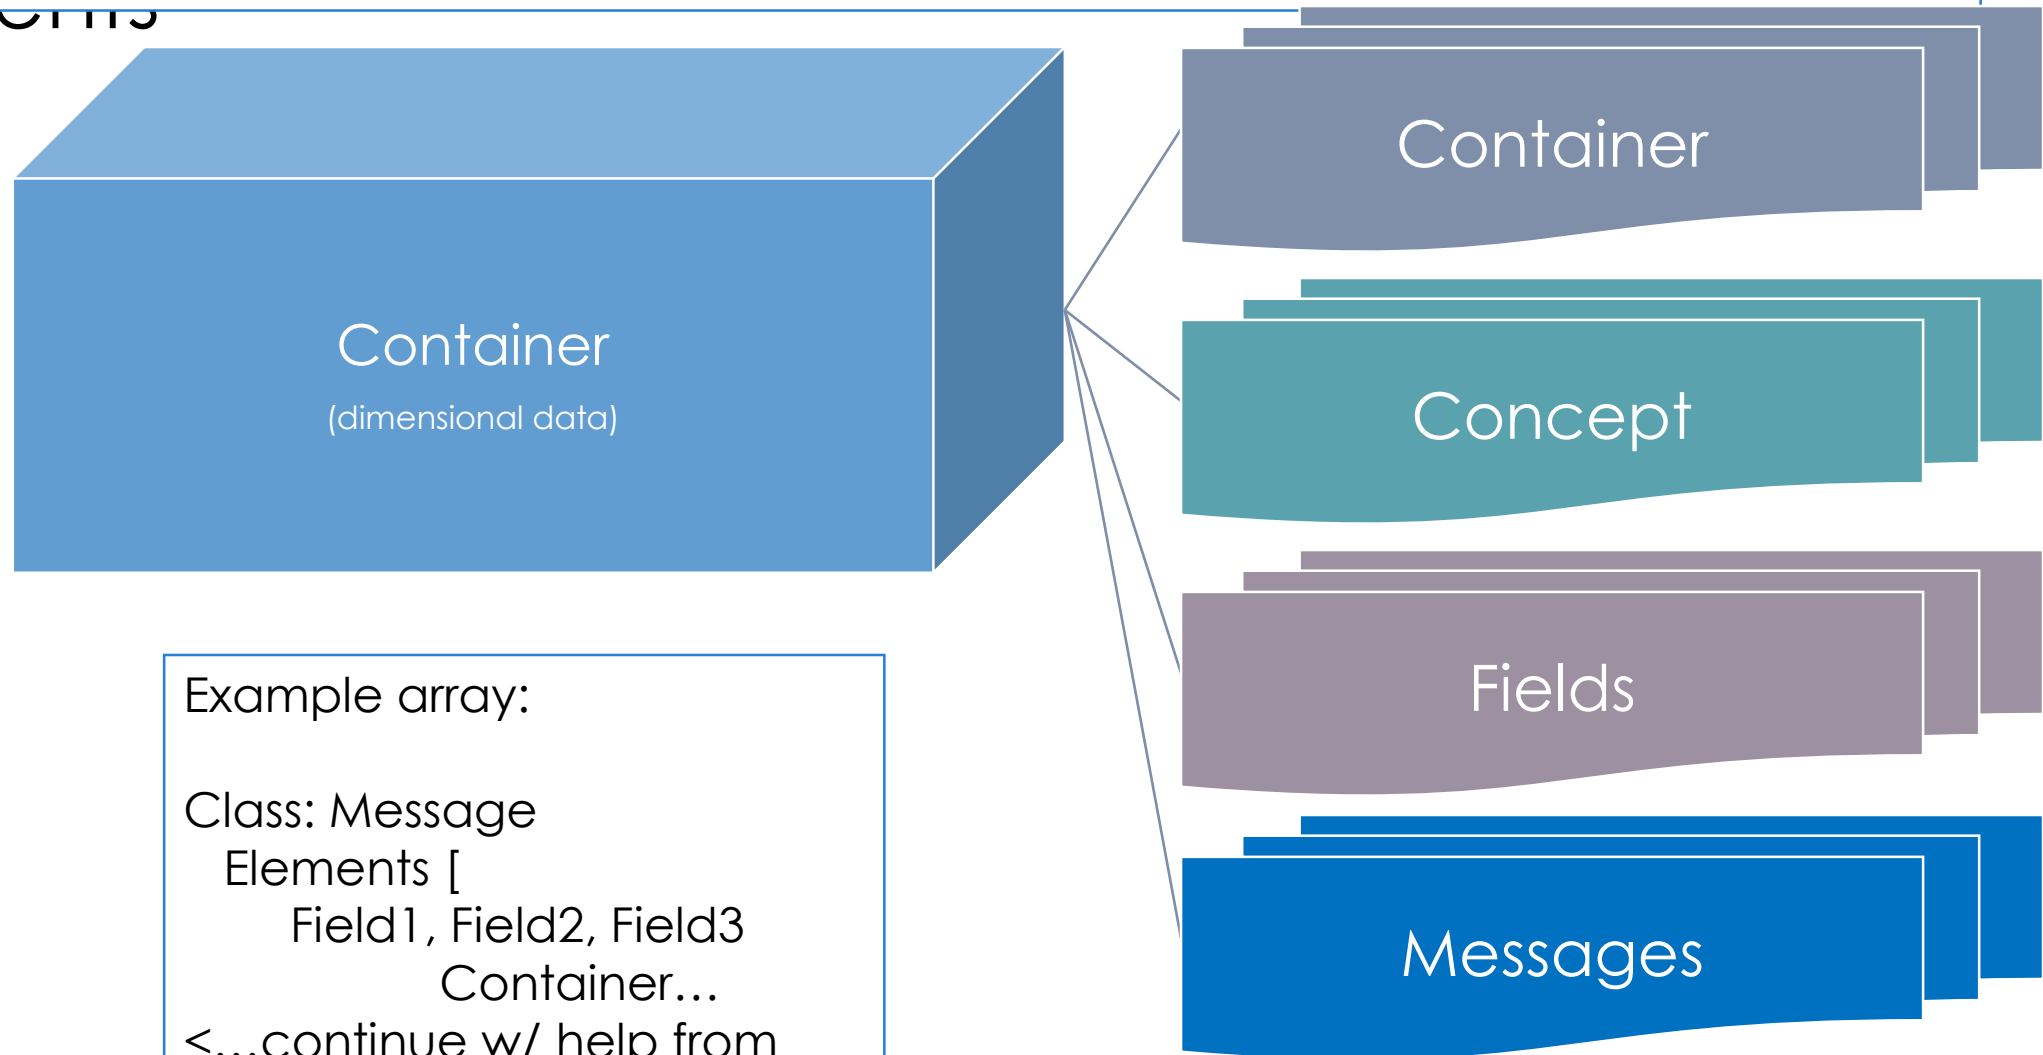 Container
(dimensional data)
Container
Concept
Fields
Messages
Example array:
Class: Message
Elements [
Field1, Field2, Field3
Container…
<…continue w/ help from